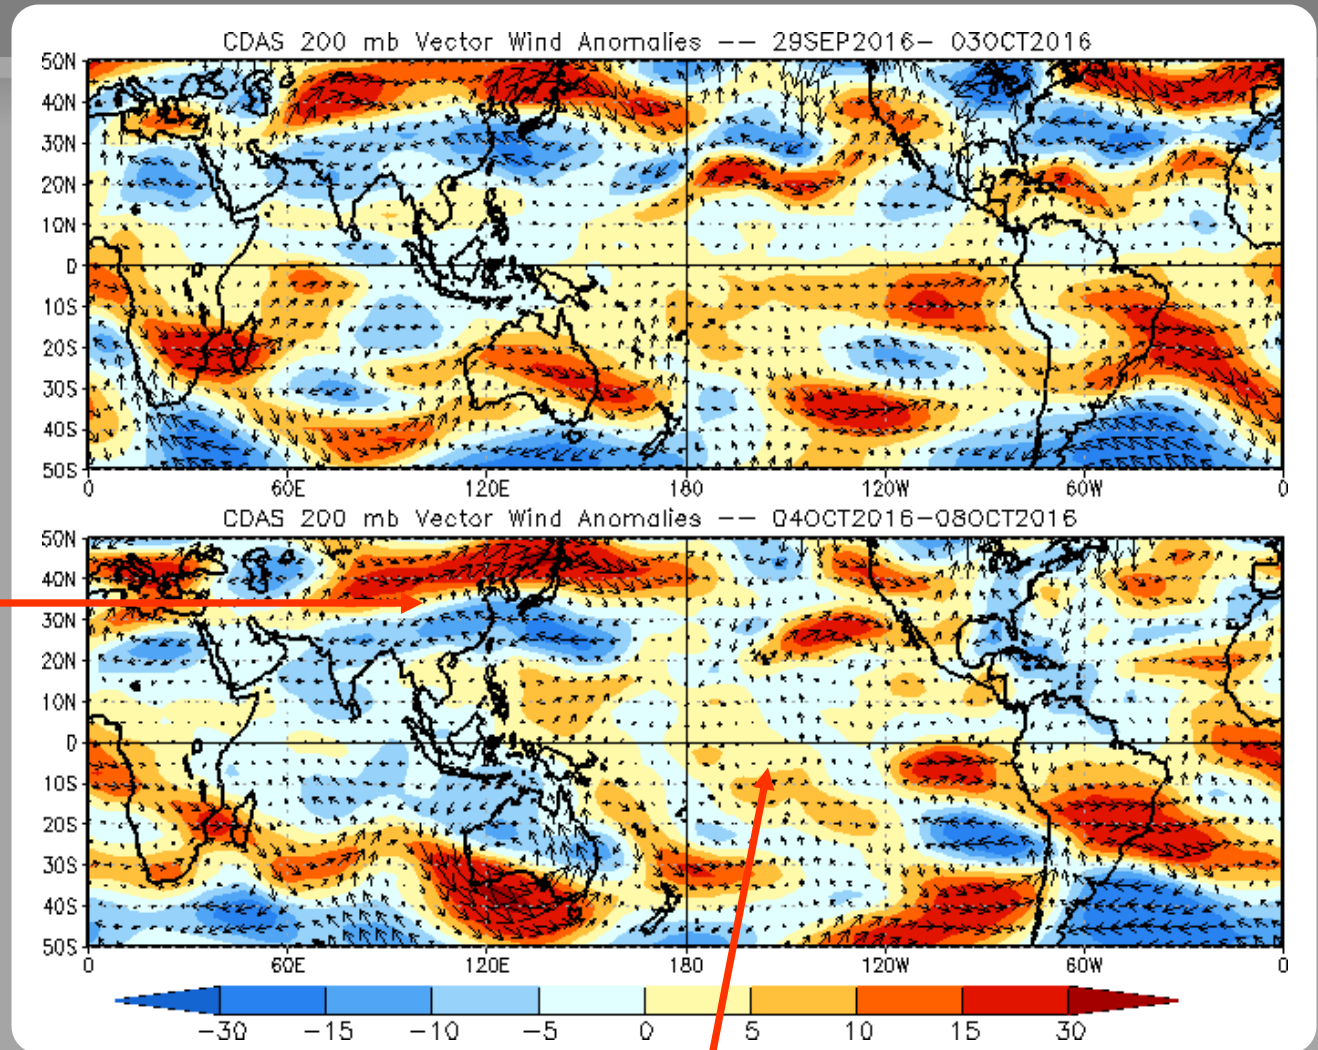 CDAS 200 mb Vector Wind Anomalies -- 29SEP2016- 03OCT2016
50N
40N
30N
20N
10N
0
10S
20S
30S
40S
50S
0 60E 120E 180 120W 60W 0
CDAS 200 mb Vector Wind Anomalies -- 04OCT2016-08OCT2016
50N
40N
30N
20N
10N
0
10S
20S
30S
40S
50S
0 60E 120E 180 120W 60W 0
-30 -15 -10 -5 0 5 10 15 30